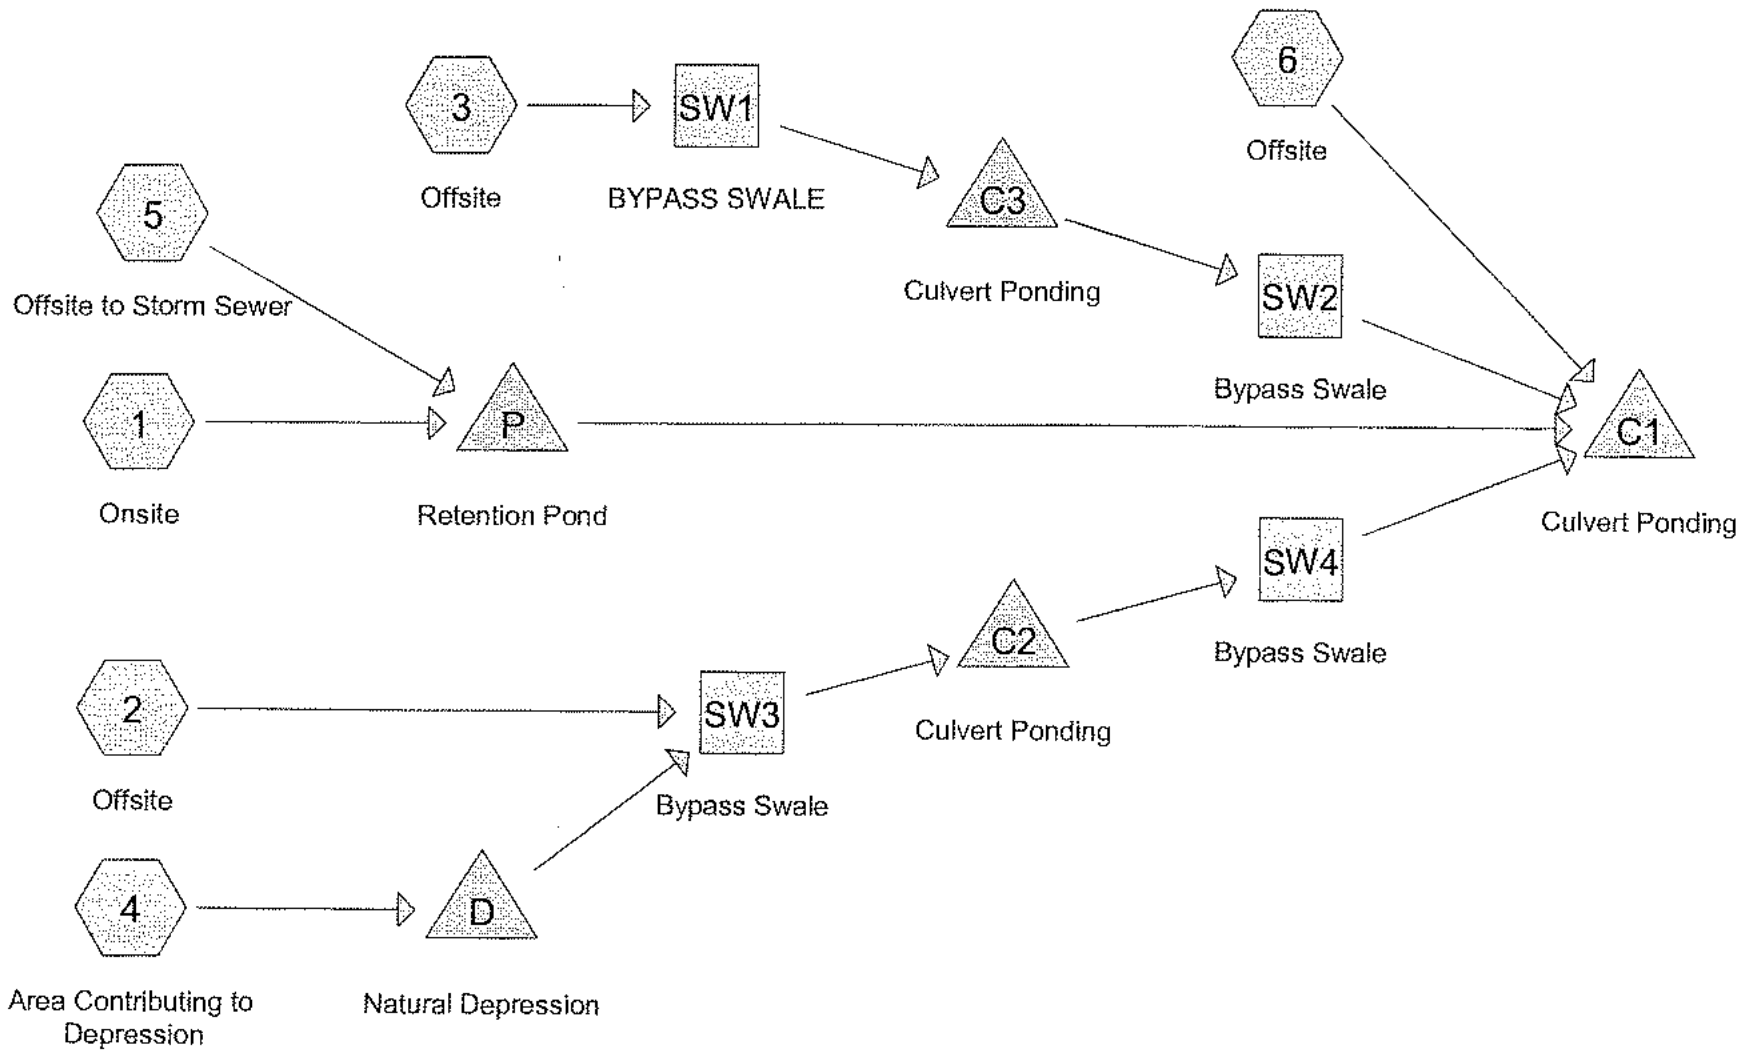 6
Offsite
3
Offsite
SW1
BYPASS SWALE
C3
Culvert Ponding
5
Offsite to Storm Sewer
SW2
Bypass Swale
1
Onsite
P
Retention Pond
C1
Culvert Ponding
SW4
Bypass Swale
C2
Culvert Ponding
2
Offsite
SW3
Bypass Swale
4
Area Contributing to
Depression
D
Natural Depression